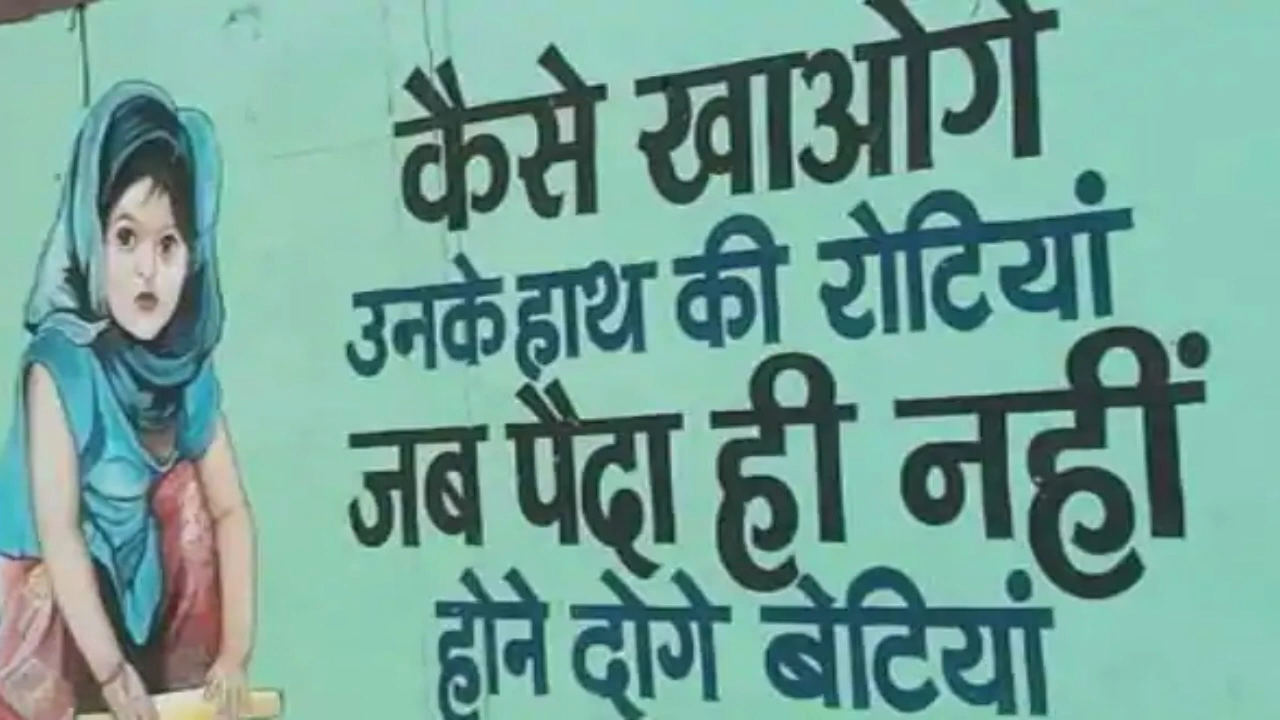 कैसे खाओगे
उनके हाथ की रोटियां
जब पैदा ही नहीं
होने दोगे बेटियां